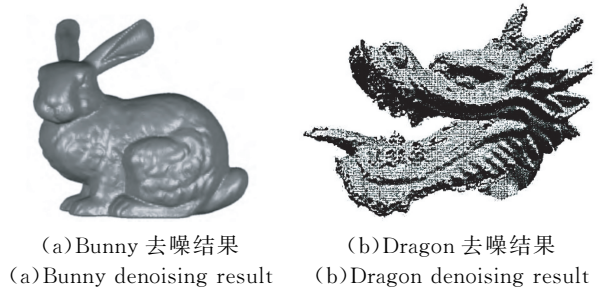 (a)Bunny 去噪结果
(b)Dragon 去噪结果
(a)Bunny denoising result
(b)Dragon denoising result